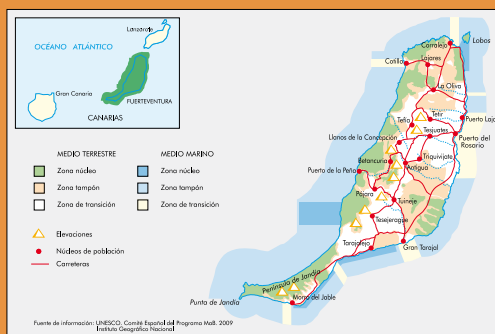 OCÉANO ATLÁNTICO
Lanzarote
Gran Canaria
FUERTEVENTURA
CANARIAS
MEDIO TERRESTRE
Zona núcleo
Zona tampón
Zona de transición
MEDIO MARINO
Zona núcleo
Zona tampón
Zona de transición
Elevaciones
Núcleos de población
Carreteras
Lobos
Corralejo
Cotillo
Lajares
La Oliva
Tetir
Tefía
Puerto Lajas
Tesjuates
Puerto del
Rosario
Llanos de la Concepción
Betancuria
Triquivijate
Antigua
Puerto de la Peña
Pájara
Tuineje
Tesejerague
Gran Tarajal
Tarajalejo
Península de Jandía
Morro del Jable
Punta de Jandía
Fuente de información: UNESCO. Comité Español del Programa MaB. 2009
Instituto Geográfico Nacional